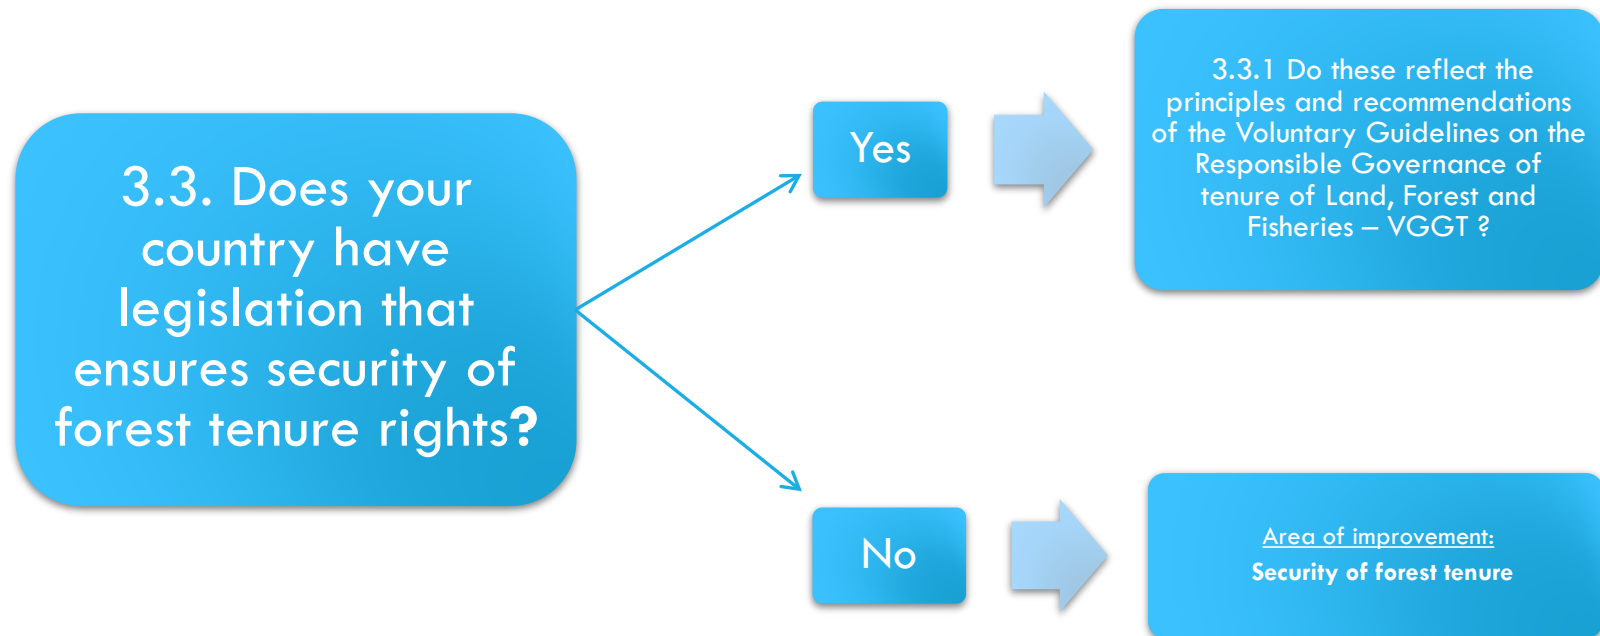 3.3. Does your
country have
legislation that
ensures security of
forest tenure rights?
Yes
3.3.1 Do these reflect the
principles and recommendations
of the Voluntary Guidelines on the
Responsible Governance of
tenure of Land, Forest and
Fisheries – VGGT ?
No
Area of improvement:
Security of forest tenure